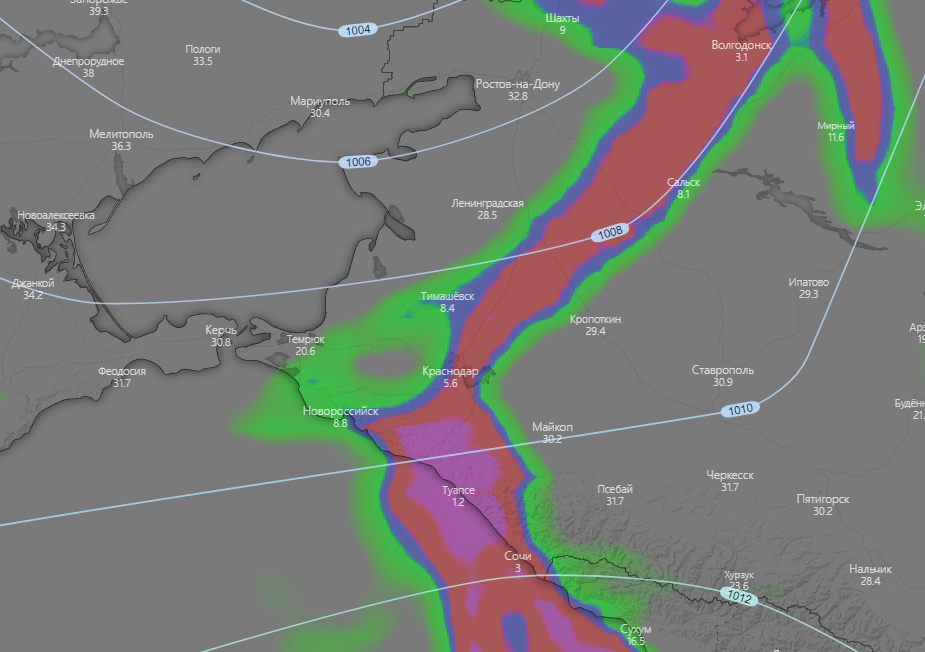 Запорожье
39.3
1004
Шахты
9
Волгодонск
3.1
Пологи
33.5
Днепрорудное
38
Ростов-на-Дону
32.8
Мариуполь
30.4
Мелитополь
36.3
Мирный
11.6
1006
Сальск
8.1
Ленинградская
28.5
Новоалексеевка
34.3
1008
Джанкой
34.2
Ипатово
29.3
Тимашёвск
8.4
Кропоткин
29.4
Керчь
30.8
Темрюк
20.6
Феодосия
31.7
Краснодар
5.6
Ставрополь
30.9
Новороссийск
8.8
1010
Майкоп
30.2
Черкесск
31.7
Псебай
31.7
Туапсе
1.2
Пятигорск
30.2
Сочи
3
Хурзук
23.6
Нальчик
28.4
1012
Сухум
16.5